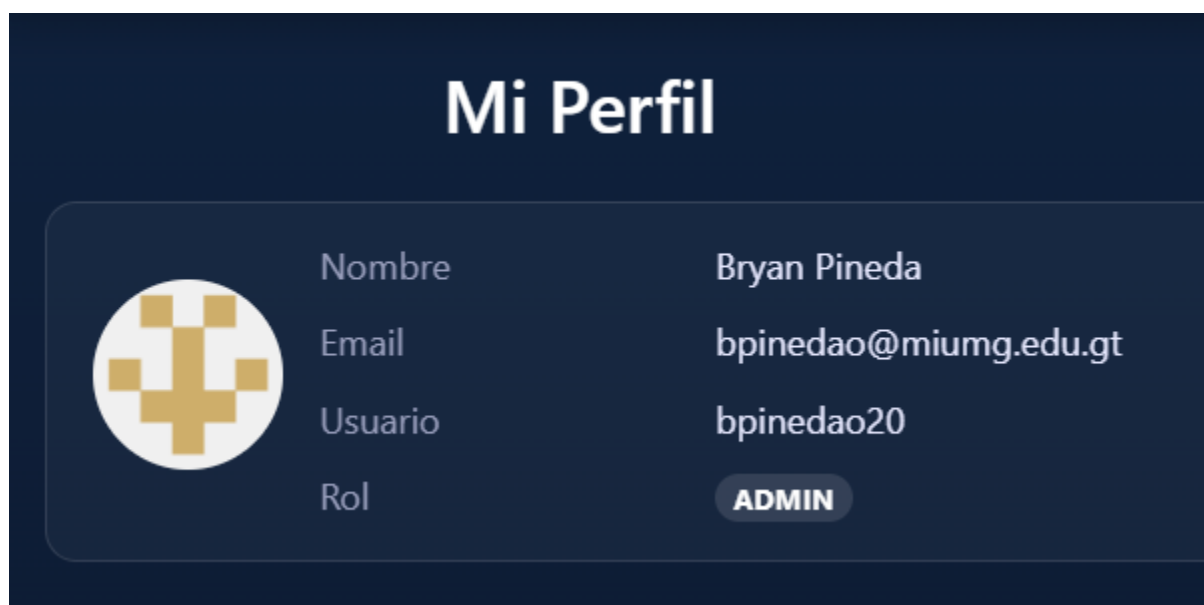 Mi Perfil
Nombre Bryan Pineda
Email bpinedao@miumg.edu.gt
Usuario bpinedao20
Rol ADMIN